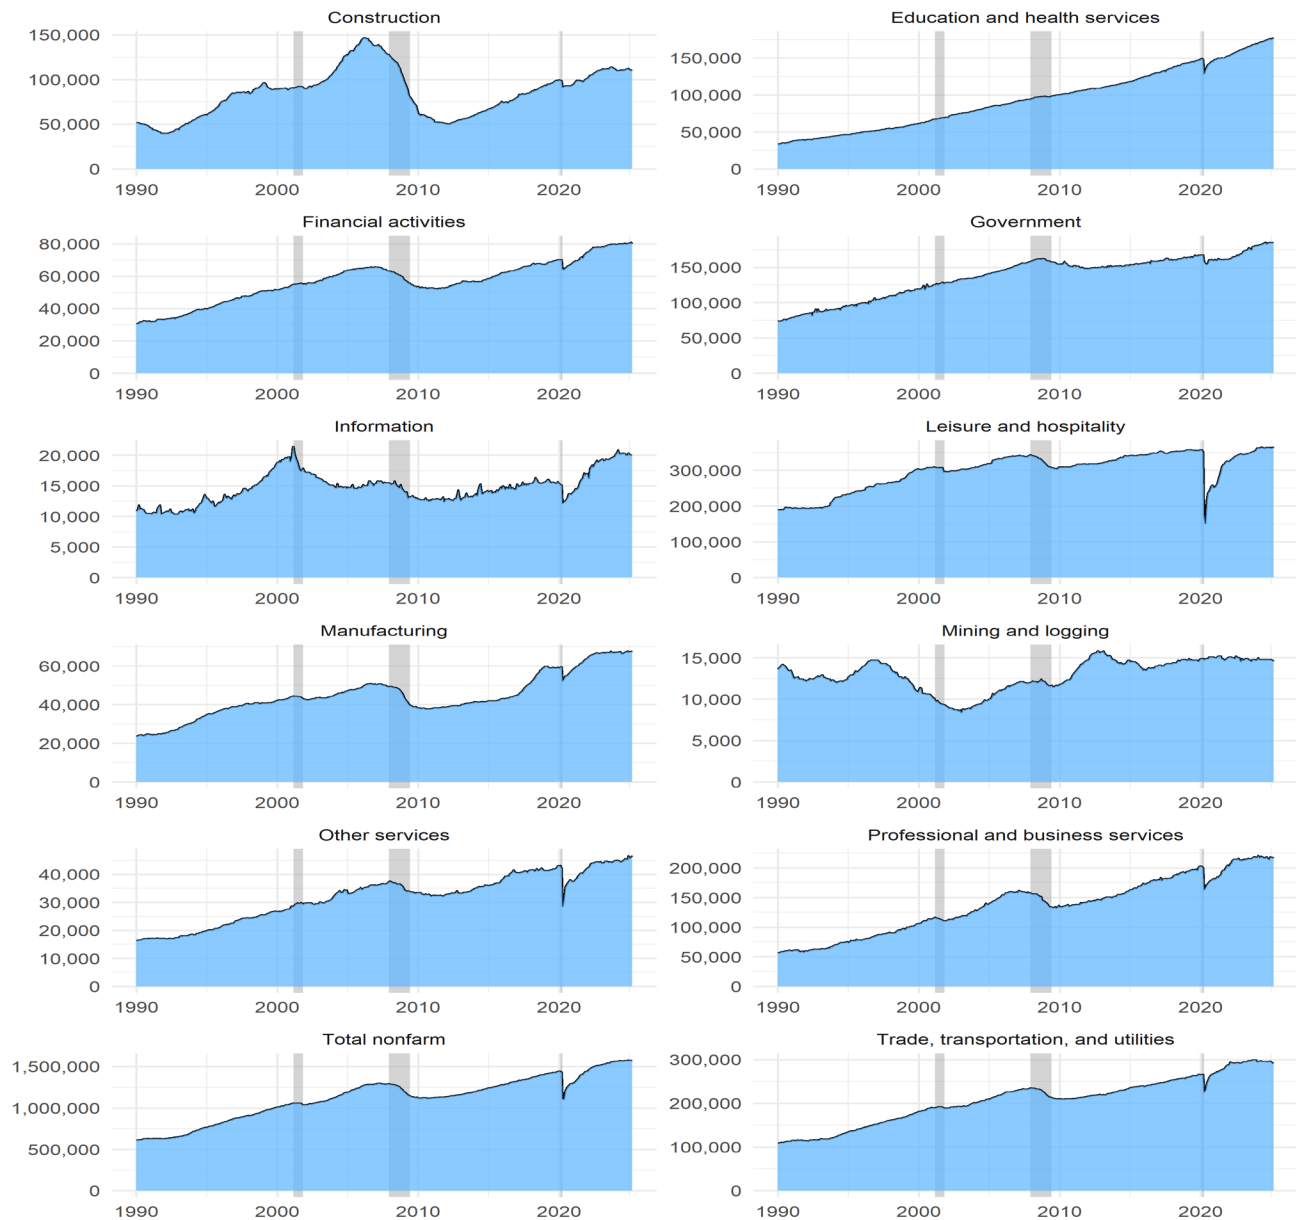 Construction
150,000
100,000
50,000
0
1990 2000 2010 2020
Education and health services
150,000
100,000
50,000
0
1990 2000 2010 2020
Financial activities
80,000
60,000
40,000
20,000
0
1990 2000 2010 2020
Government
150,000
100,000
50,000
0
1990 2000 2010 2020
Information
20,000
15,000
10,000
5,000
0
1990 2000 2010 2020
Leisure and hospitality
300,000
200,000
100,000
0
1990 2000 2010 2020
Manufacturing
60,000
40,000
20,000
0
1990 2000 2010 2020
Mining and logging
15,000
10,000
5,000
0
1990 2000 2010 2020
Other services
40,000
30,000
20,000
10,000
0
1990 2000 2010 2020
Professional and business services
200,000
150,000
100,000
50,000
0
1990 2000 2010 2020
Total nonfarm
1,500,000
1,000,000
500,000
0
1990 2000 2010 2020
Trade, transportation, and utilities
300,000
200,000
100,000
0
1990 2000 2010 2020